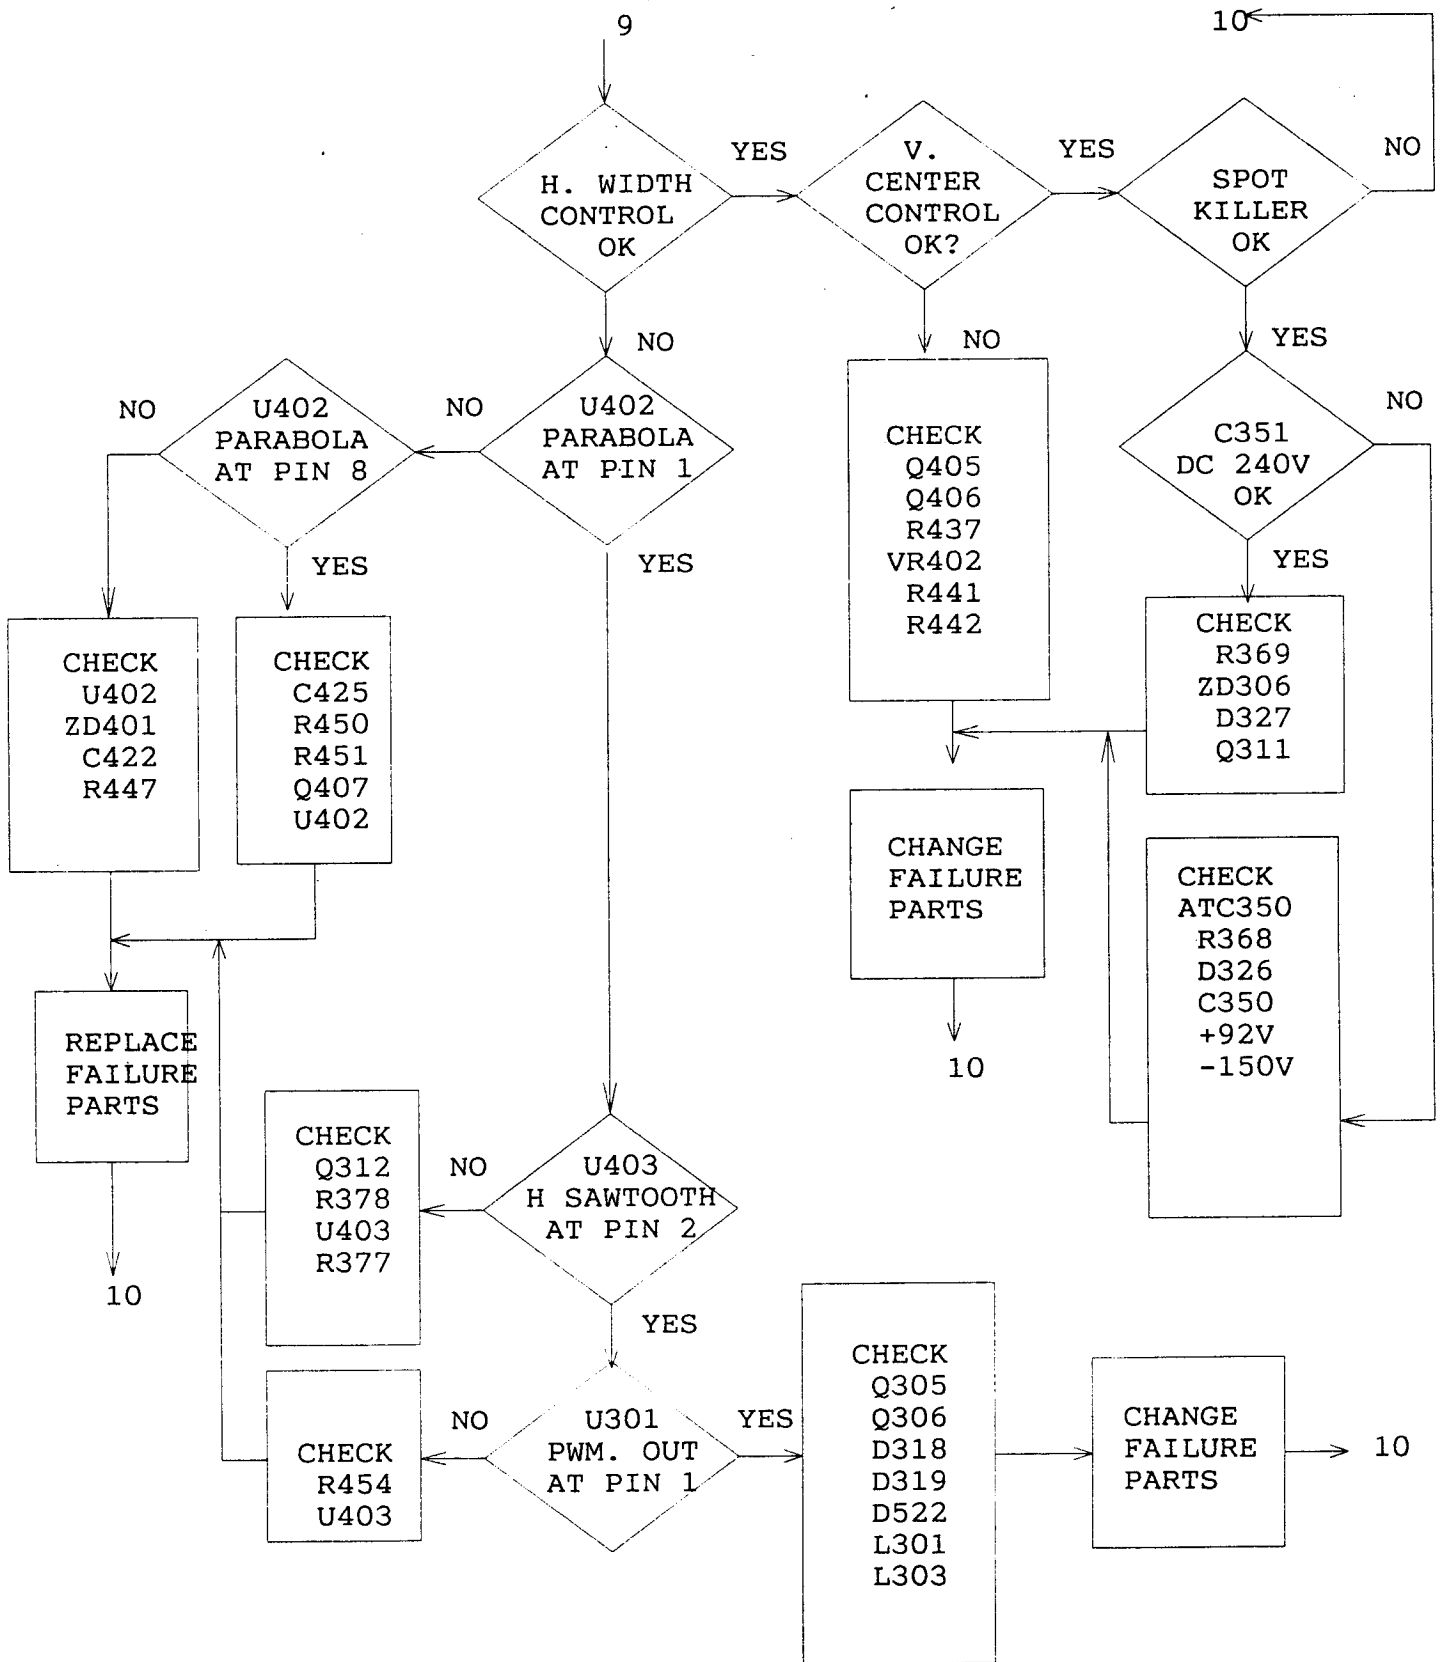 9
10
H. WIDTH
CONTROL
OK
YES
V.
CENTER
CONTROL
OK?
YES
SPOT
KILLER
OK
NO
NO
NO
YES
NO
U402
PARABOLA
AT PIN 8
NO
U402
PARABOLA
AT PIN 1
YES
YES
CHECK
Q405
Q406
R437
VR402
R441
R442
C351
DC 240V
OK
NO
YES
CHECK
U402
ZD401
C422
R447
CHECK
C425
R450
R451
Q407
U402
CHECK
R369
ZD306
D327
Q311
CHANGE
FAILURE
PARTS
10
CHECK
ATC350
R368
D326
C350
+92V
-150V
REPLACE
FAILURE
PARTS
10
CHECK
Q312
R378
U403
R377
NO
U403
H SAWTOOTH
AT PIN 2
YES
CHECK
R454
U403
NO
U301
PWM. OUT
AT PIN 1
YES
CHECK
Q305
Q306
D318
D319
D522
L301
L303
CHANGE
FAILURE
PARTS
10